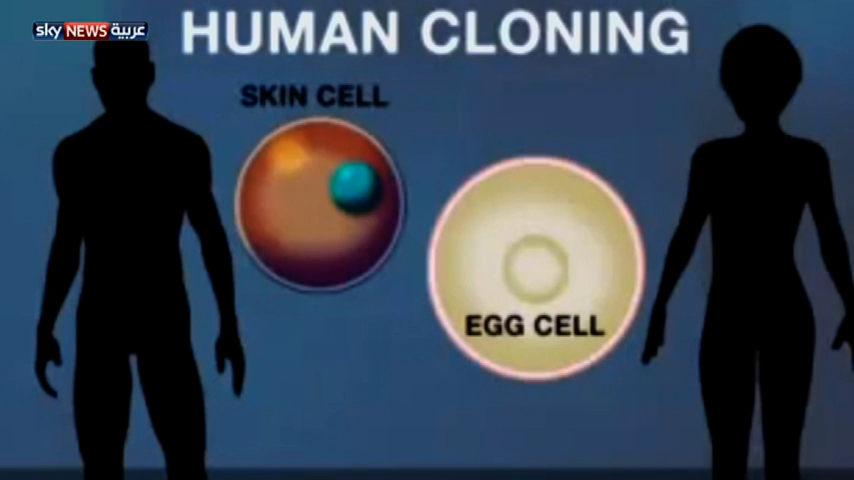 sky NEWS عربية
HUMAN CLONING
SKIN CELL
EGG CELL